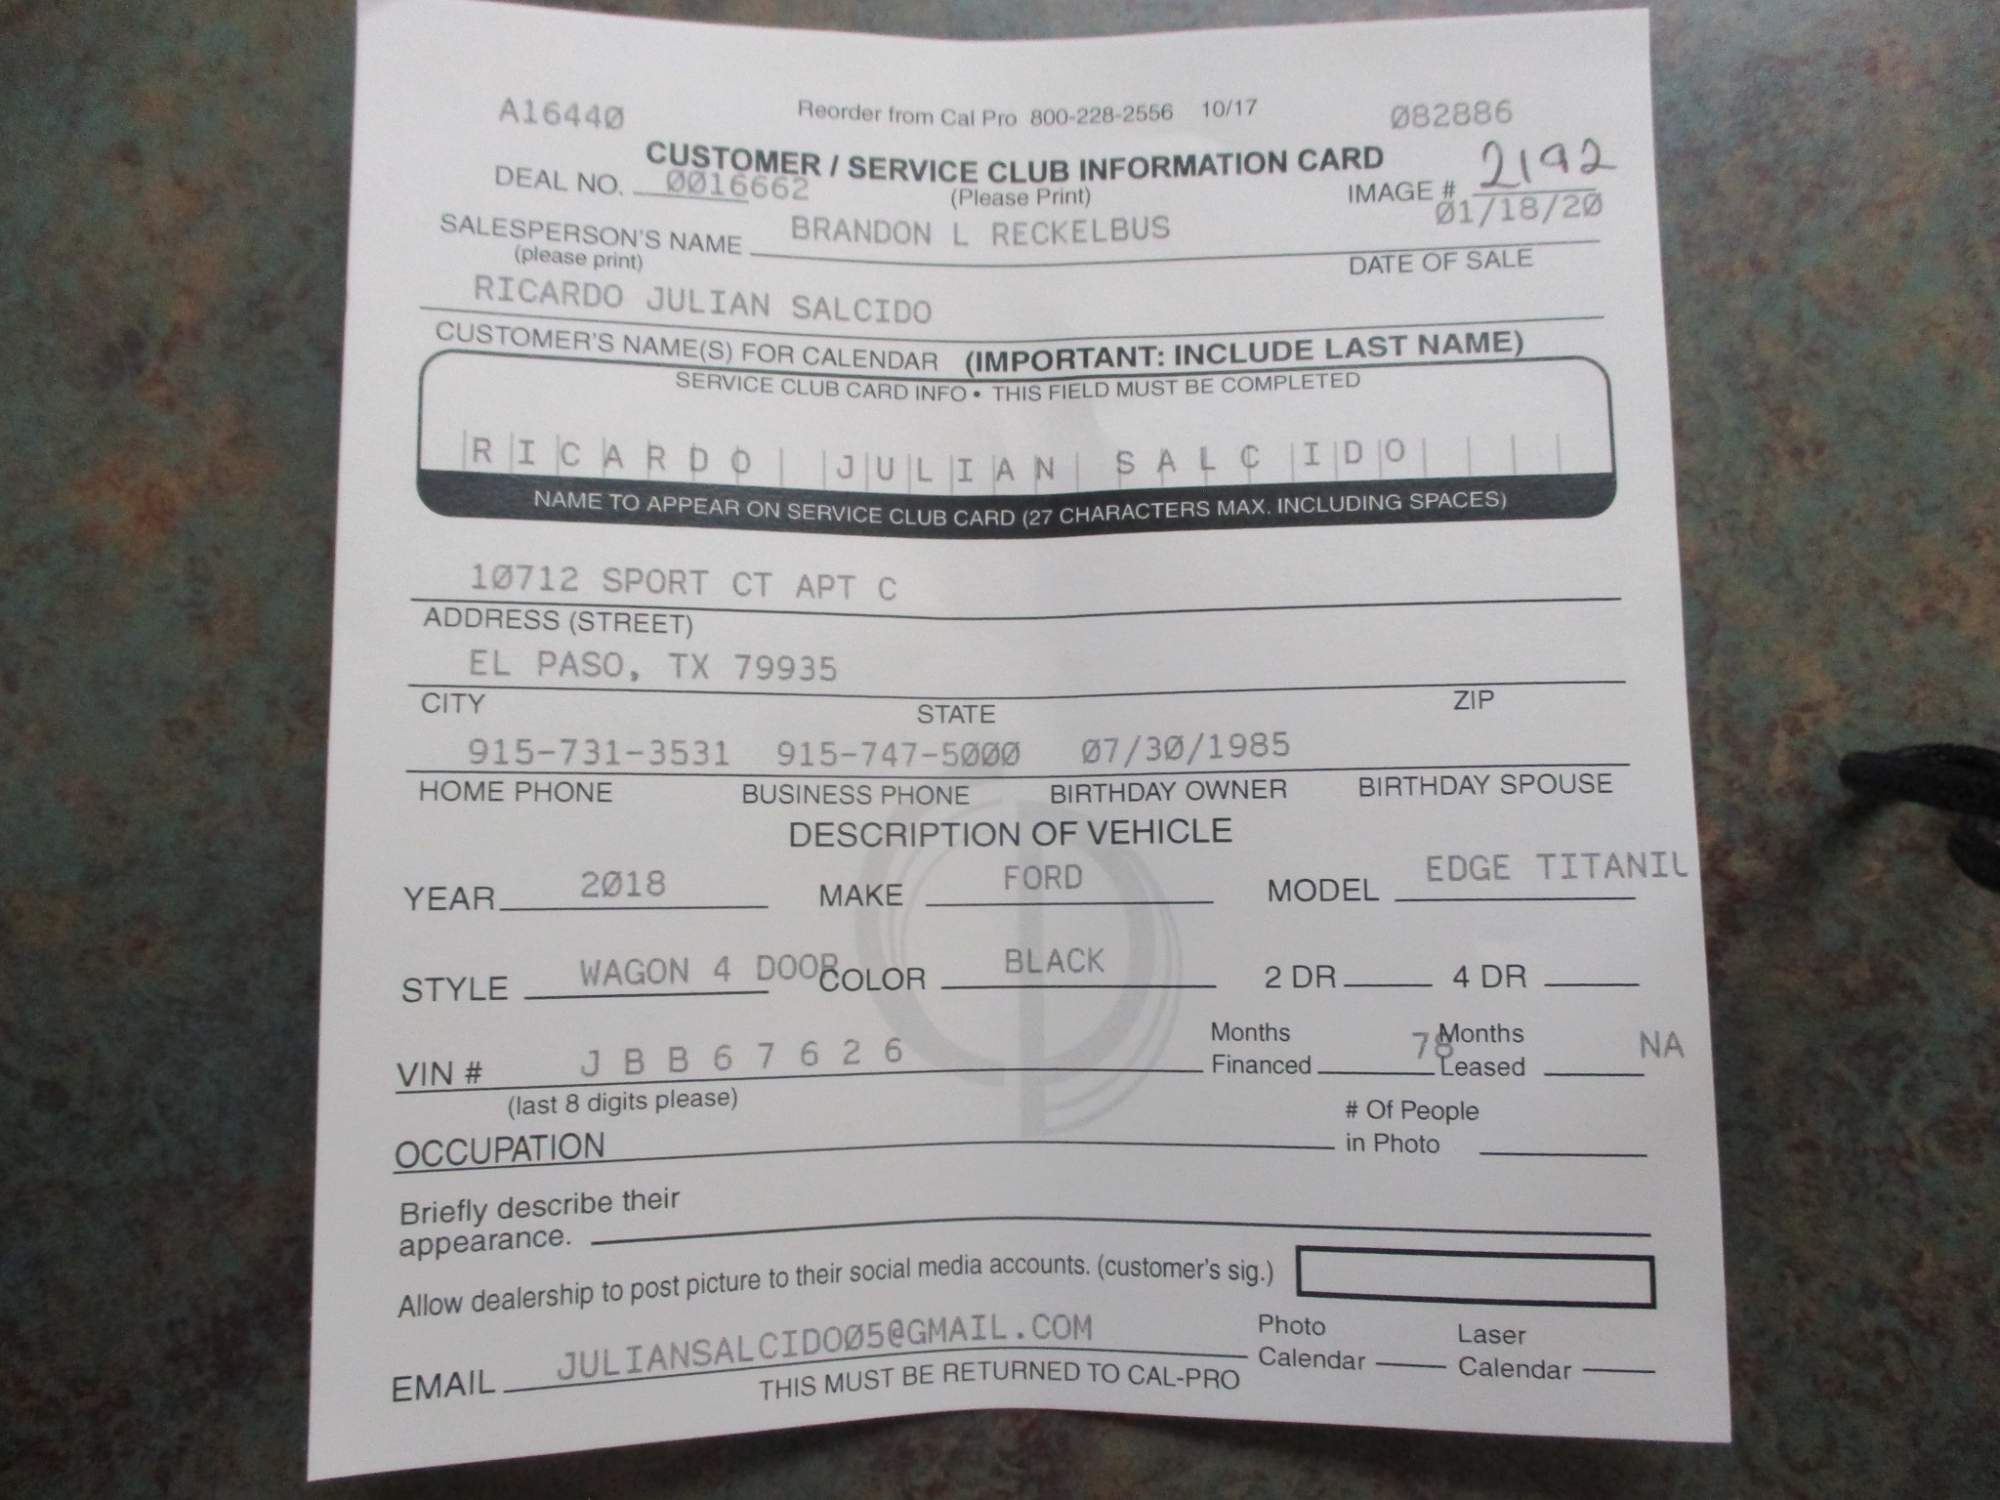 A16440 Reorder from Cal Pro 800-228-2556 10/17 082886
CUSTOMER / SERVICE CLUB INFORMATION CARD
DEAL NO. 0016662 (Please Print) IMAGE # 2192
SALESPERSON'S NAME BRANDON L RECKELBUS 01/18/20
(please print) DATE OF SALE
RICARDO JULIAN SALCIDO
CUSTOMER'S NAME(S) FOR CALENDAR (IMPORTANT: INCLUDE LAST NAME)
SERVICE CLUB CARD INFO • THIS FIELD MUST BE COMPLETED
RICARDO JULIAN SALCIDO
NAME TO APPEAR ON SERVICE CLUB CARD (27 CHARACTERS MAX. INCLUDING SPACES)
10712 SPORT CT APT C
ADDRESS (STREET)
EL PASO, TX 79935
CITY STATE ZIP
915-731-3531 915-747-5000 07/30/1985
HOME PHONE BUSINESS PHONE BIRTHDAY OWNER BIRTHDAY SPOUSE
DESCRIPTION OF VEHICLE
YEAR 2018 MAKE FORD MODEL EDGE TITANIU
STYLE WAGON 4 DOOR COLOR BLACK 2 DR 4 DR
VIN # J B B 6 7 6 2 6 Months Financed 78 Months Leased NA
(last 8 digits please)
OCCUPATION # Of People in Photo
Briefly describe their
appearance.
Allow dealership to post picture to their social media accounts. (customer's sig.)
EMAIL JULIANSALCIDO05@GMAIL.COM Photo Calendar Laser Calendar
THIS MUST BE RETURNED TO CAL-PRO